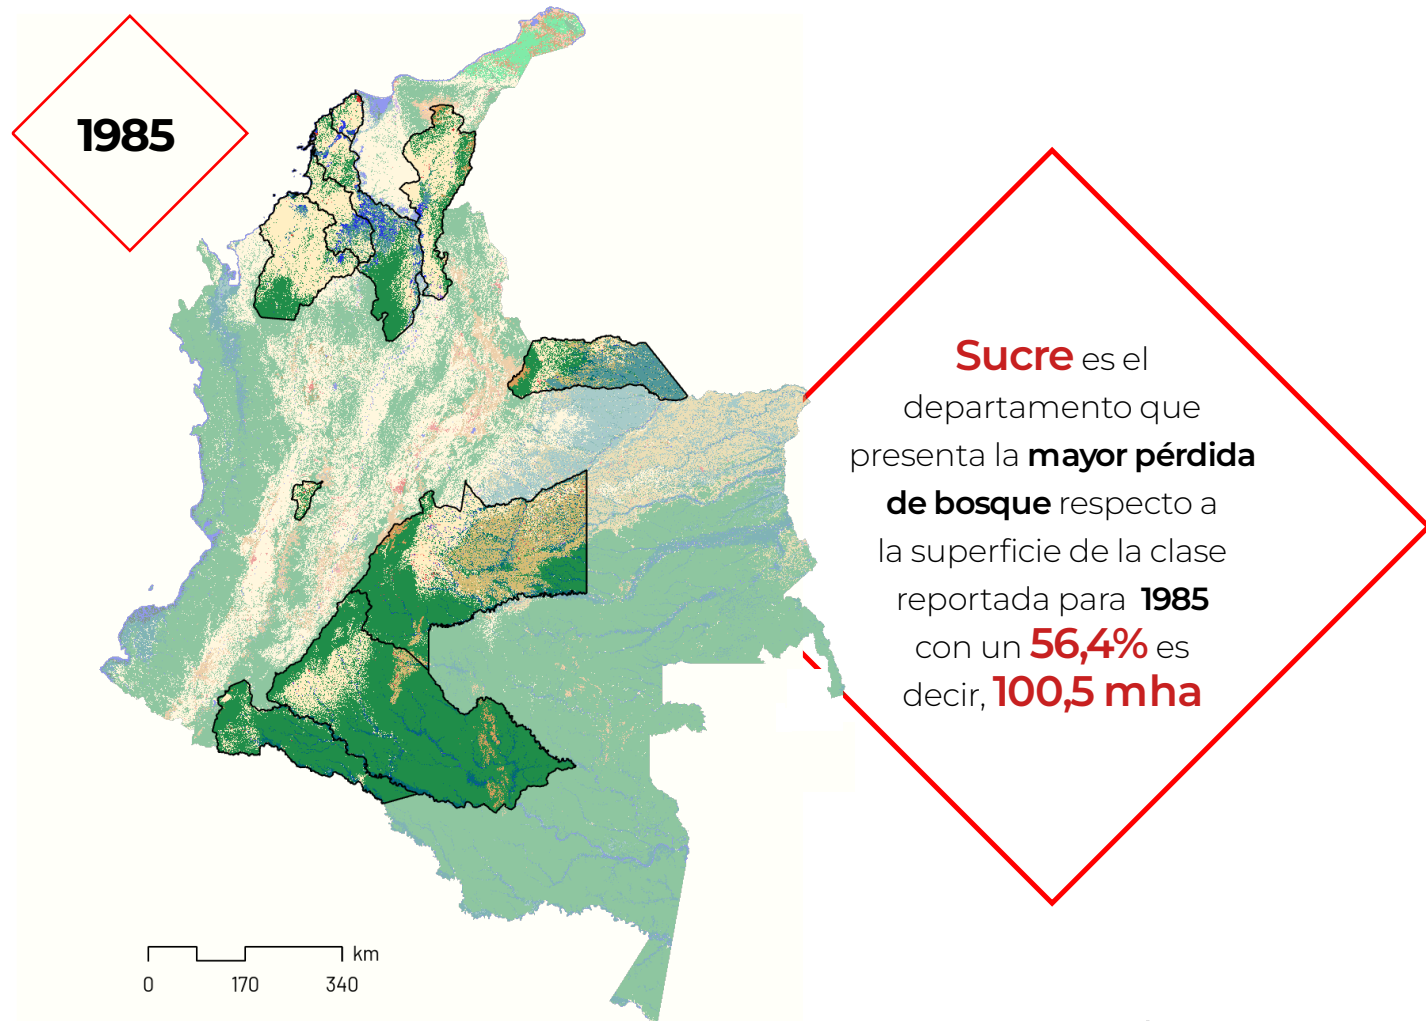 1985
Sucre es el
departamento que
presenta la mayor pérdida
de bosque respecto a
la superficie de la clase
reportada para 1985
con un 56,4% es
decir, 100,5 mha
km
0 170 340